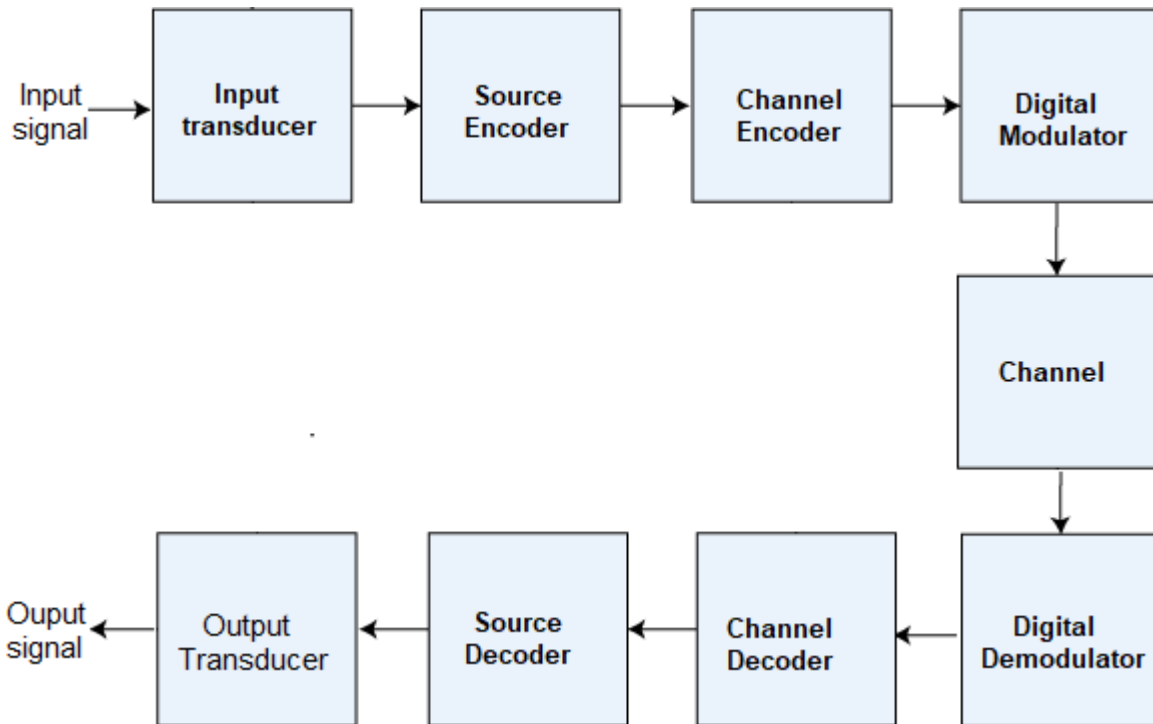 Input
signal
Input
transducer
Source
Encoder
Channel
Encoder
Digital
Modulator
Channel
Ouput
signal
Output
Transducer
Source
Decoder
Channel
Decoder
Digital
Demodulator